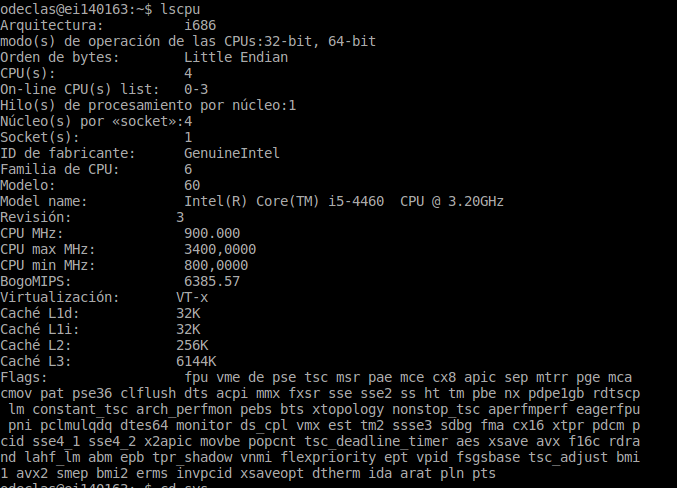 odeclas@ei140163:~$ lscpu
Arquitectura:          i686
modo(s) de operación de las CPUs:32-bit, 64-bit
Orden de bytes:        Little Endian
CPU(s):                4
On-line CPU(s) list:   0-3
Hilo(s) de procesamiento por núcleo:1
Núcleo(s) por «socket»:4
Socket(s):             1
ID de fabricante:      GenuineIntel
Familia de CPU:        6
Modelo:                60
Model name:            Intel(R) Core(TM) i5-4460  CPU @ 3.20GHz
Revisión:             3
CPU MHz:               900.000
CPU max MHz:           3400,0000
CPU min MHz:           800,0000
BogoMIPS:              6385.57
Virtualización:       VT-x
Caché L1d:            32K
Caché L1i:            32K
Caché L2:             256K
Caché L3:             6144K
Flags:                 fpu vme de pse tsc msr pae mce cx8 apic sep mtrr pge mca
cmov pat pse36 clflush dts acpi mmx fxsr sse sse2 ss ht tm pbe nx pdpe1gb rdtscp
 lm constant_tsc arch_perfmon pebs bts xtopology nonstop_tsc aperfmperf eagerfpu
 pni pclmulqdq dtes64 monitor ds_cpl vmx est tm2 ssse3 sdbg fma cx16 xtpr pdcm p
cid sse4_1 sse4_2 x2apic movbe popcnt tsc_deadline_timer aes xsave avx f16c rdra
nd lahf_lm abm epb tpr_shadow vnmi flexpriority ept vpid fsgsbase tsc_adjust bmi
1 avx2 smep bmi2 erms invpcid xsaveopt dtherm ida arat pln pts
odeclas@ei140163:~$ cd sys